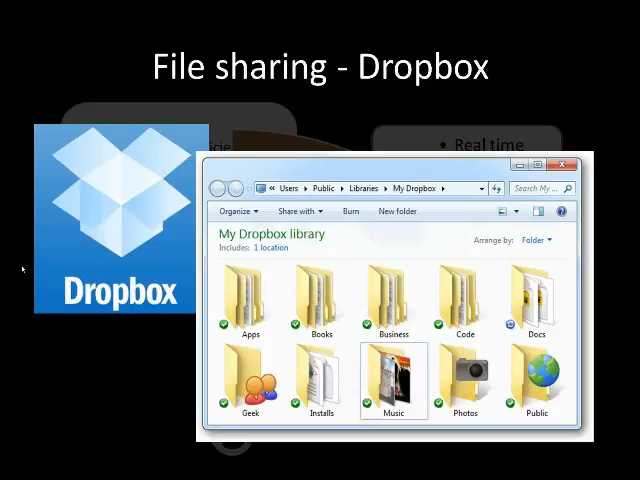 File sharing - Dropbox
• Real time
Dropbox
« Users Public Libraries My Dropbox
Search My ...
Organize Share with Burn New folder
My Dropbox library
Includes: 1 location
Arrange by: Folder
Apps Books Business Code Docs
Geek Installs Music Photos Public